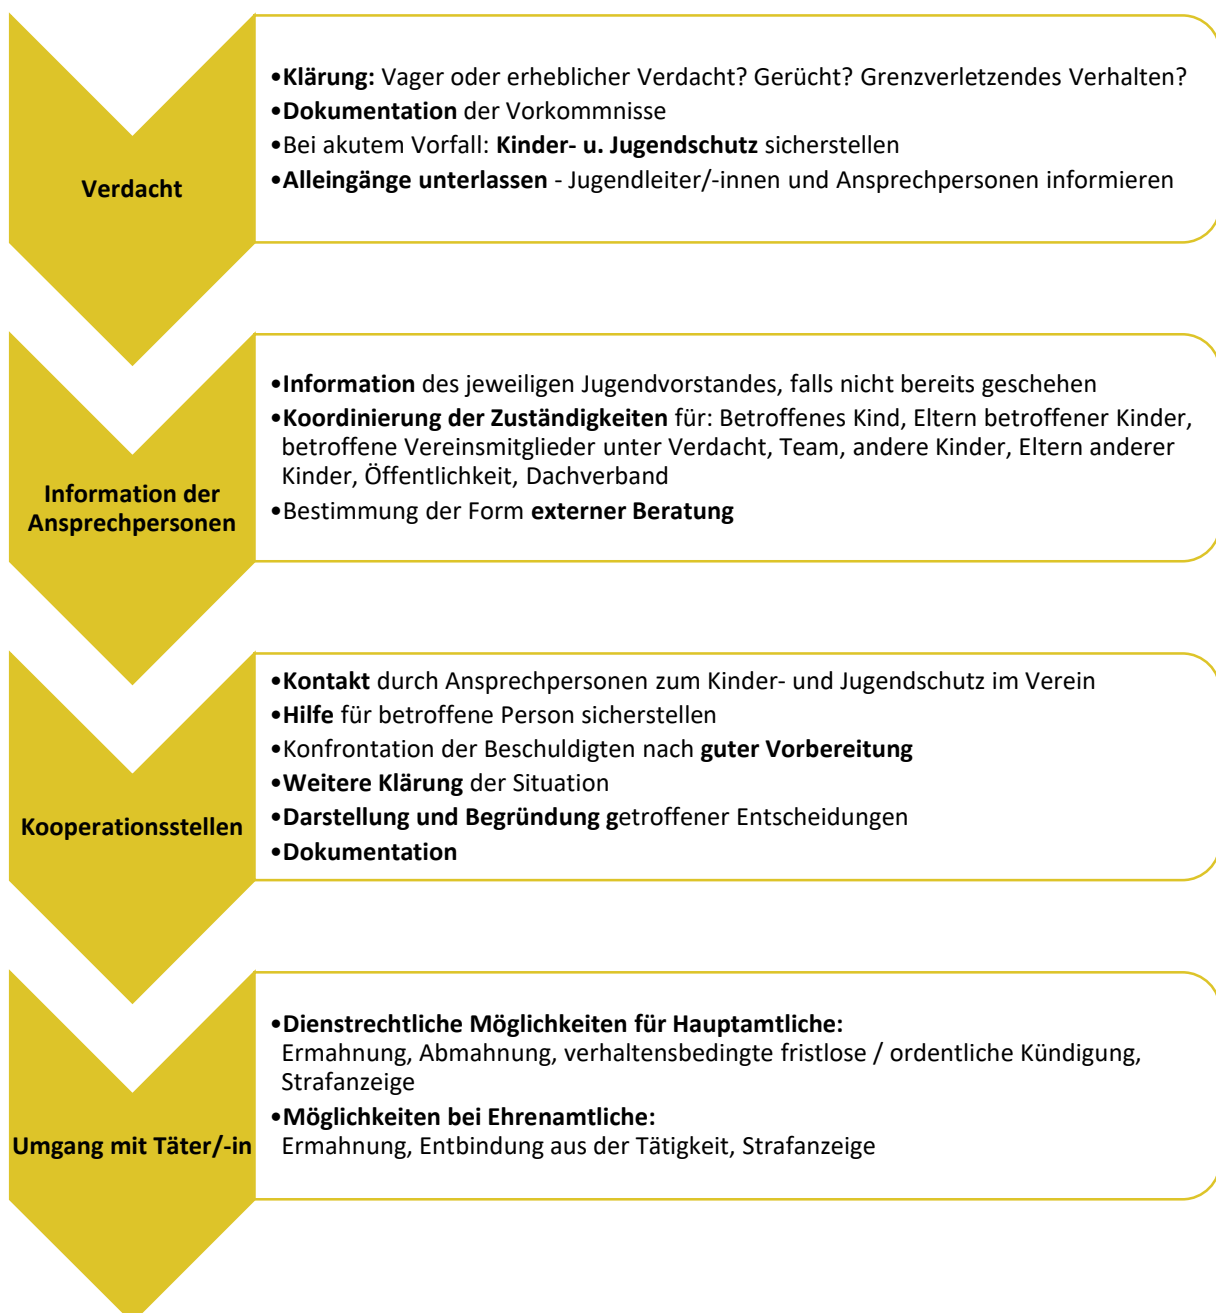 Verdacht
•Klärung: Vager oder erheblicher Verdacht? Gerücht? Grenzverletzendes Verhalten?
•Dokumentation der Vorkommnisse
•Bei akutem Vorfall: Kinder- u. Jugendschutz sicherstellen
•Alleingänge unterlassen - Jugendleiter/-innen und Ansprechpersonen informieren
Information der
Ansprechpersonen
•Information des jeweiligen Jugendvorstandes, falls nicht bereits geschehen
•Koordinierung der Zuständigkeiten für: Betroffenes Kind, Eltern betroffener Kinder,
betroffene Vereinsmitglieder unter Verdacht, Team, andere Kinder, Eltern anderer
Kinder, Öffentlichkeit, Dachverband
•Bestimmung der Form externer Beratung
Kooperationsstellen
•Kontakt durch Ansprechpersonen zum Kinder- und Jugendschutz im Verein
•Hilfe für betroffene Person sicherstellen
•Konfrontation der Beschuldigten nach guter Vorbereitung
•Weitere Klärung der Situation
•Darstellung und Begründung getroffener Entscheidungen
•Dokumentation
Umgang mit Täter/-in
•Dienstrechtliche Möglichkeiten für Hauptamtliche:
Ermahnung, Abmahnung, verhaltensbedingte fristlose / ordentliche Kündigung,
Strafanzeige
•Möglichkeiten bei Ehrenamtliche:
Ermahnung, Entbindung aus der Tätigkeit, Strafanzeige